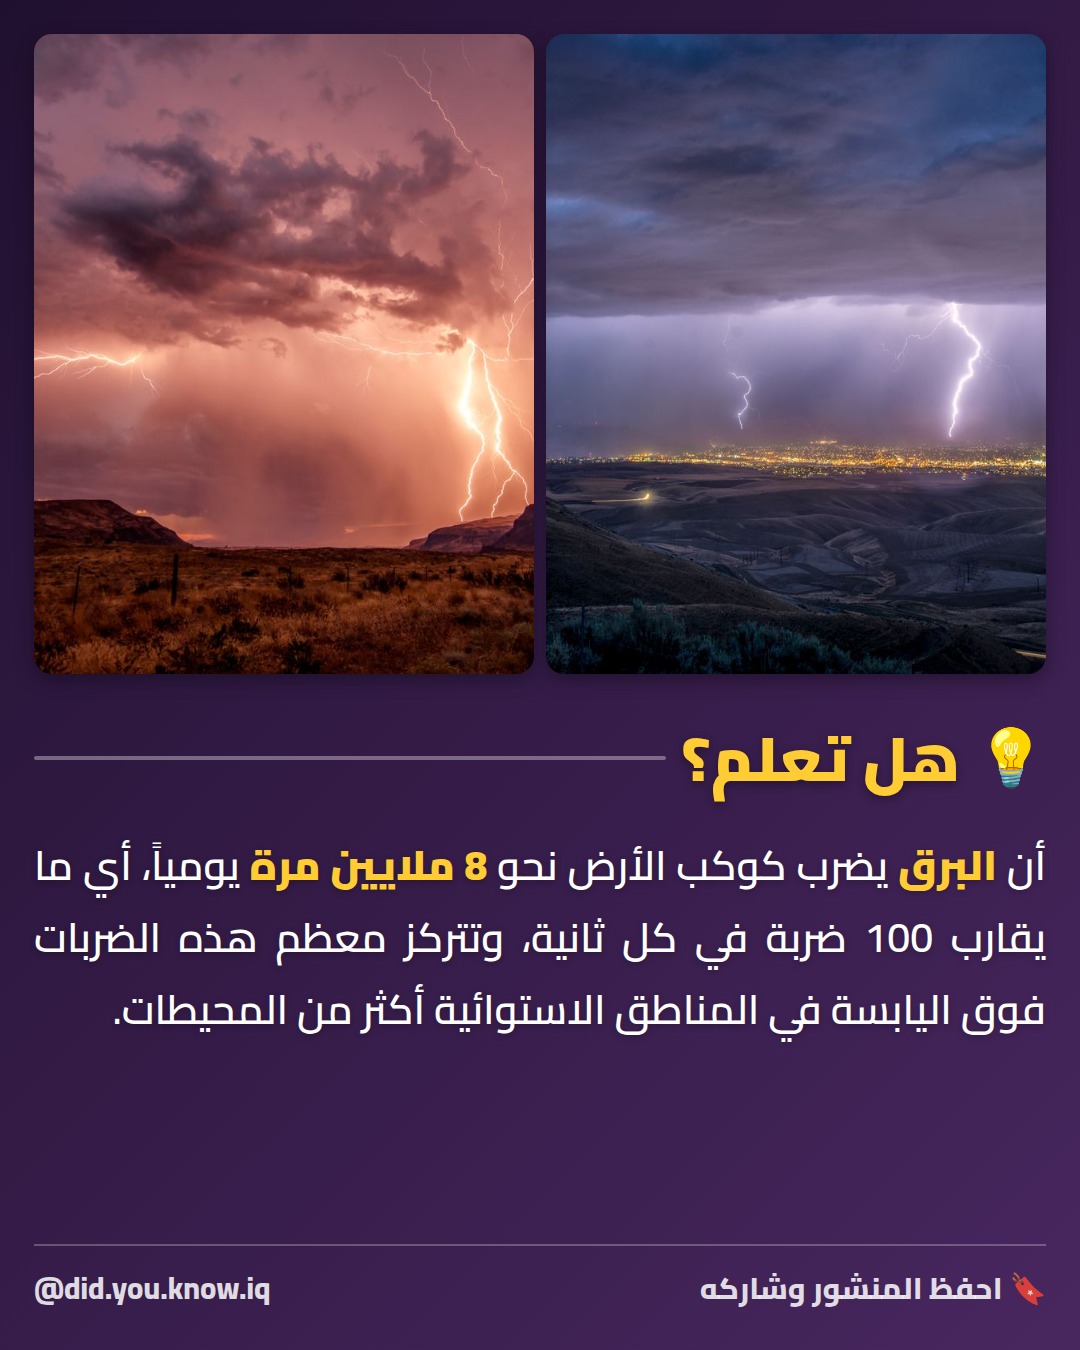 💡 هل تعلم؟
أن البرق يضرب كوكب الأرض نحو 8 ملايين مرة يومياً، أي ما
يقارب 100 ضربة في كل ثانية، وتتركز معظم هذه الضربات
فوق اليابسة في المناطق الاستوائية أكثر من المحيطات.
🔖 احفظ المنشور وشاركه
@did.you.know.iq